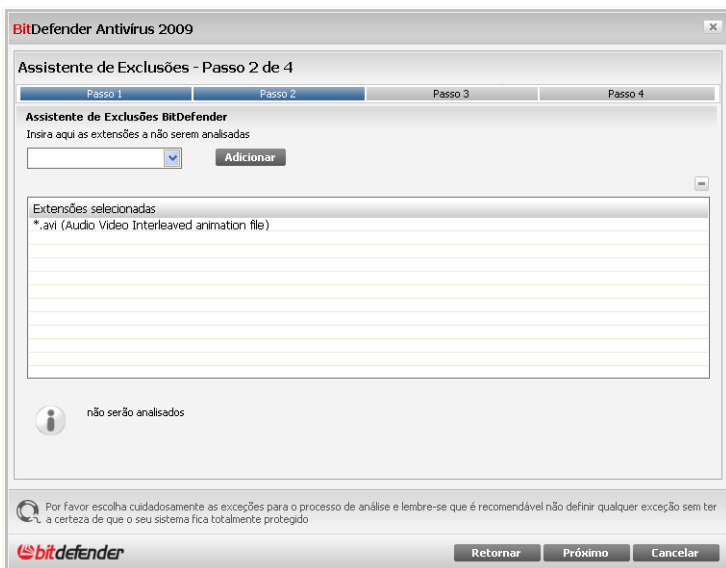 BitDefender Antivírus 2009
Assistente de Exclusões - Passo 2 de 4
Passo 1 Passo 2 Passo 3 Passo 4
Assistente de Exclusões BitDefender
Insira aqui as extensões a não serem analisadas
Adicionar
Extensões selecionadas
*.avi (Audio Video Interleaved animation file)
não serão analisados
Por favor escolha cuidadosamente as exceções para o processo de análise e lembre-se que é recomendável não definir qualquer exceção sem ter
a certeza de que o seu sistema fica totalmente protegido
bitdefender Retornar Próximo Cancelar